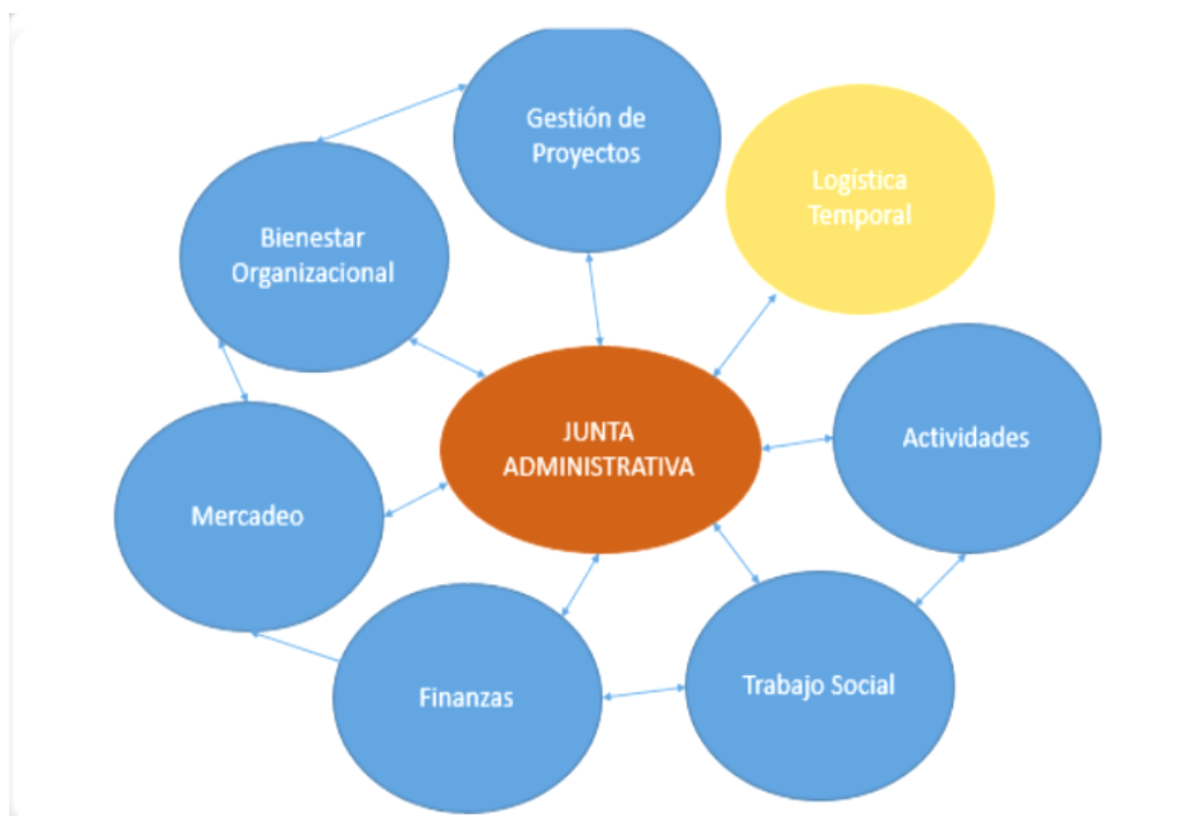 Gestión de
Proyectos
Logística
Temporal
Bienestar
Organizacional
JUNTA
ADMINISTRATIVA
Actividades
Mercadeo
Finanzas
Trabajo Social